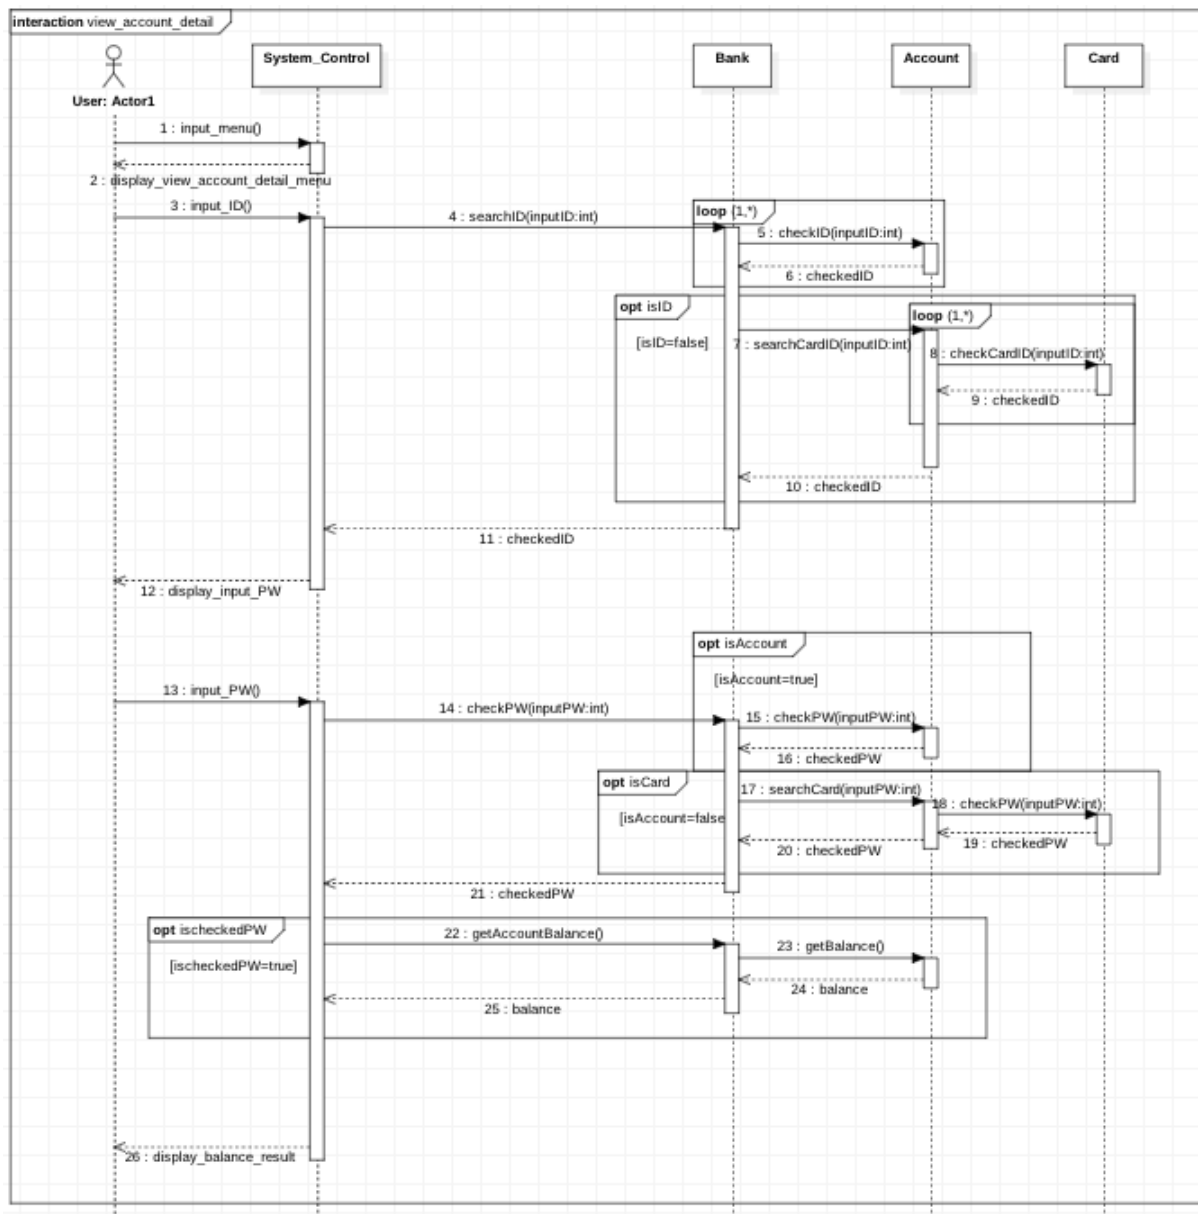 interaction view_account_detail
System_Control
Bank
Account
Card
User: Actor1
1 : input_menu()
2 : display_view_account_detail_menu
3 : input_ID()
4 : searchID(inputID:int)
loop (1,*)
5 : checkID(inputID:int)
6 : checkedID
opt isID
[isID=false]
loop (1,*)
7 : searchCardID(inputID:int)
8 : checkCardID(inputID:int)
9 : checkedID
10 : checkedID
11 : checkedID
12 : display_input_PW
opt isAccount
[isAccount=true]
13 : input_PW()
14 : checkPW(inputPW:int)
15 : checkPW(inputPW:int)
16 : checkedPW
opt isCard
17 : searchCard(inputPW:int)
18 : checkPW(inputPW:int)
[isAccount=false
19 : checkedPW
20 : checkedPW
21 : checkedPW
opt ischeckedPW
22 : getAccountBalance()
23 : getBalance()
[ischeckedPW=true]
24 : balance
25 : balance
26 : display_balance_result